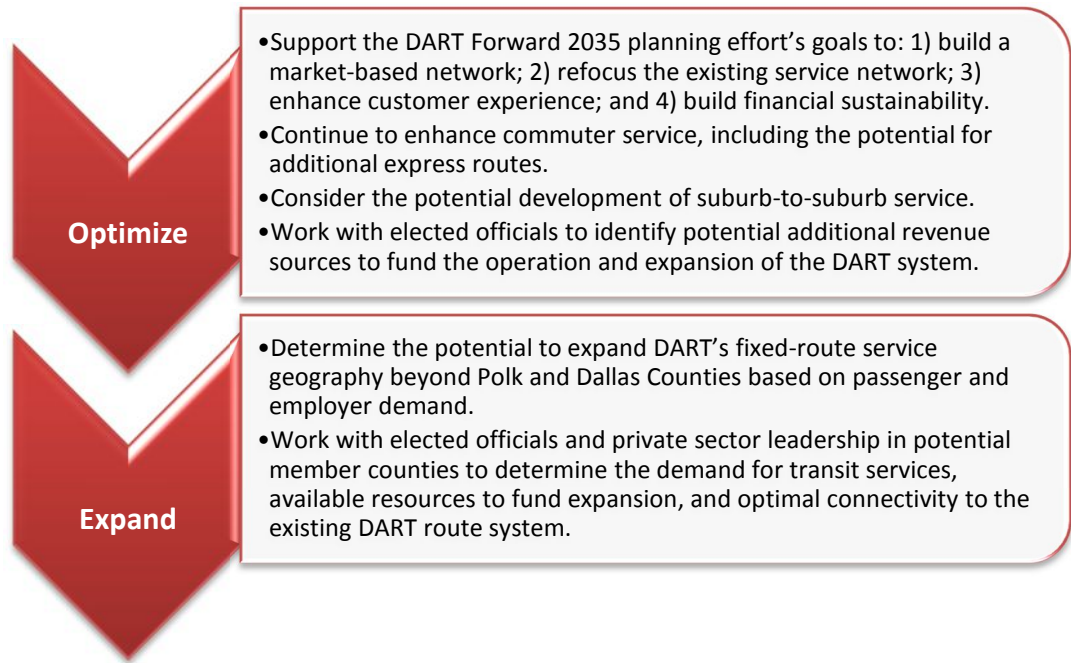 Optimize
•Support the DART Forward 2035 planning effort's goals to: 1) build a
market-based network; 2) refocus the existing service network; 3)
enhance customer experience; and 4) build financial sustainability.
•Continue to enhance commuter service, including the potential for
additional express routes.
•Consider the potential development of suburb-to-suburb service.
•Work with elected officials to identify potential additional revenue
sources to fund the operation and expansion of the DART system.
Expand
•Determine the potential to expand DART's fixed-route service
geography beyond Polk and Dallas Counties based on passenger and
employer demand.
•Work with elected officials and private sector leadership in potential
member counties to determine the demand for transit services,
available resources to fund expansion, and optimal connectivity to the
existing DART route system.